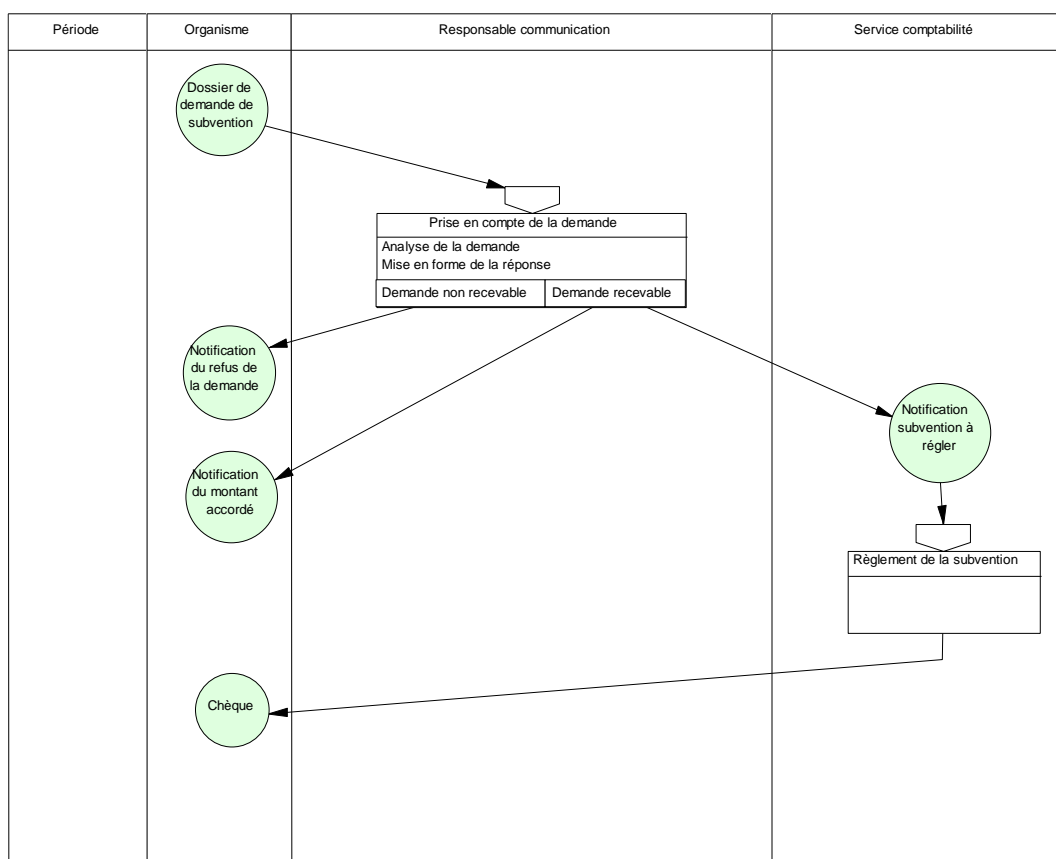 Période
Organisme
Responsable communication
Service comptabilité
Dossier de
demande de
subvention
Prise en compte de la demande
Analyse de la demande
Mise en forme de la réponse
Demande non recevable
Demande recevable
Notification
du refus de
la demande
Notification
subvention à
régler
Notification
du montant
accordé
Règlement de la subvention
Chèque